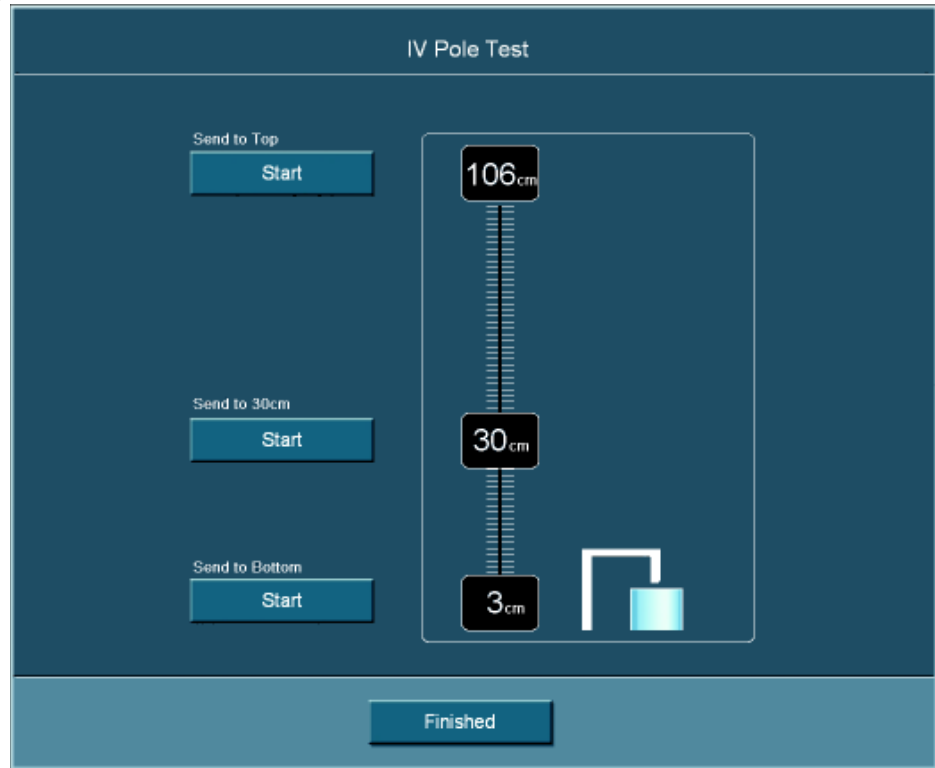 IV Pole Test
Send to Top
Start
106cm
Send to 30cm
Start
30cm
Send to Bottom
Start
3cm
Finished